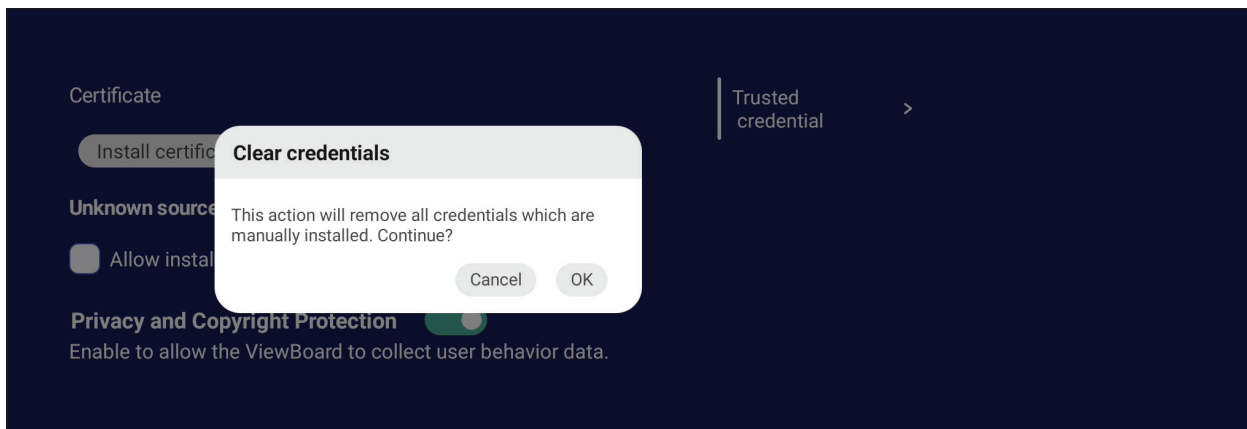 Certificate
Trusted
credential
Install certific
Clear credentials
Unknown source
This action will remove all credentials which are
manually installed. Continue?
Allow instal
Cancel
OK
Privacy and Copyright Protection
Enable to allow the ViewBoard to collect user behavior data.